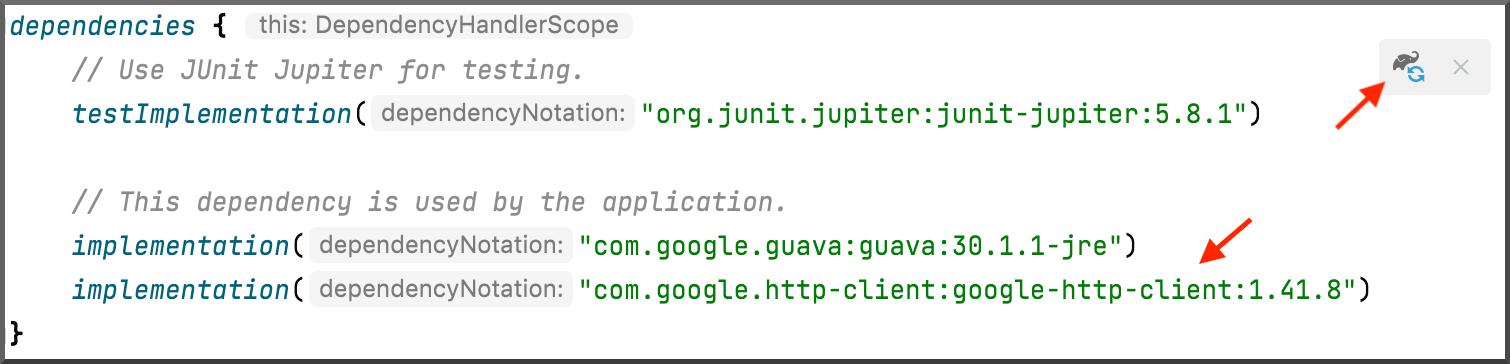 dependencies { this: DependencyHandlerScope
// Use JUnit Jupiter for testing.
testImplementation( dependencyNotation: "org.junit.jupiter:junit-jupiter:5.8.1")
// This dependency is used by the application.
implementation( dependencyNotation: "com.google.guava:guava:30.1.1-jre")
implementation( dependencyNotation: "com.google.http-client:google-http-client:1.41.8")
}